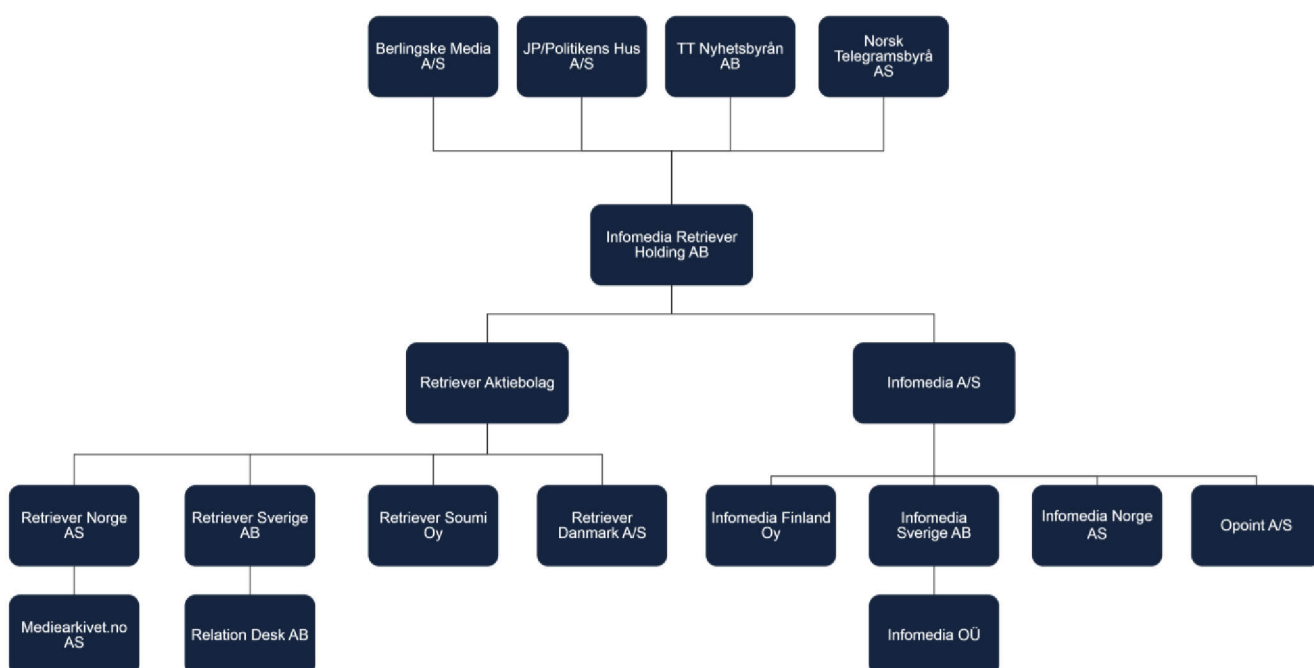 Berlingske Media
A/S
JP/Politikens Hus
A/S
TT Nyhetsbyrån
AB
Norsk
Telegramsbyrå
AS
Infomedia Retriever
Holding AB
Retriever Aktiebolag
Infomedia A/S
Retriever Norge
AS
Retriever Sverige
AB
Retriever Soumi
Oy
Retriever
Danmark A/S
Infomedia Finland
Oy
Infomedia
Sverige AB
Infomedia Norge
AS
Opoint A/S
Mediearkivet.no
AS
Relation Desk AB
Infomedia OÜ